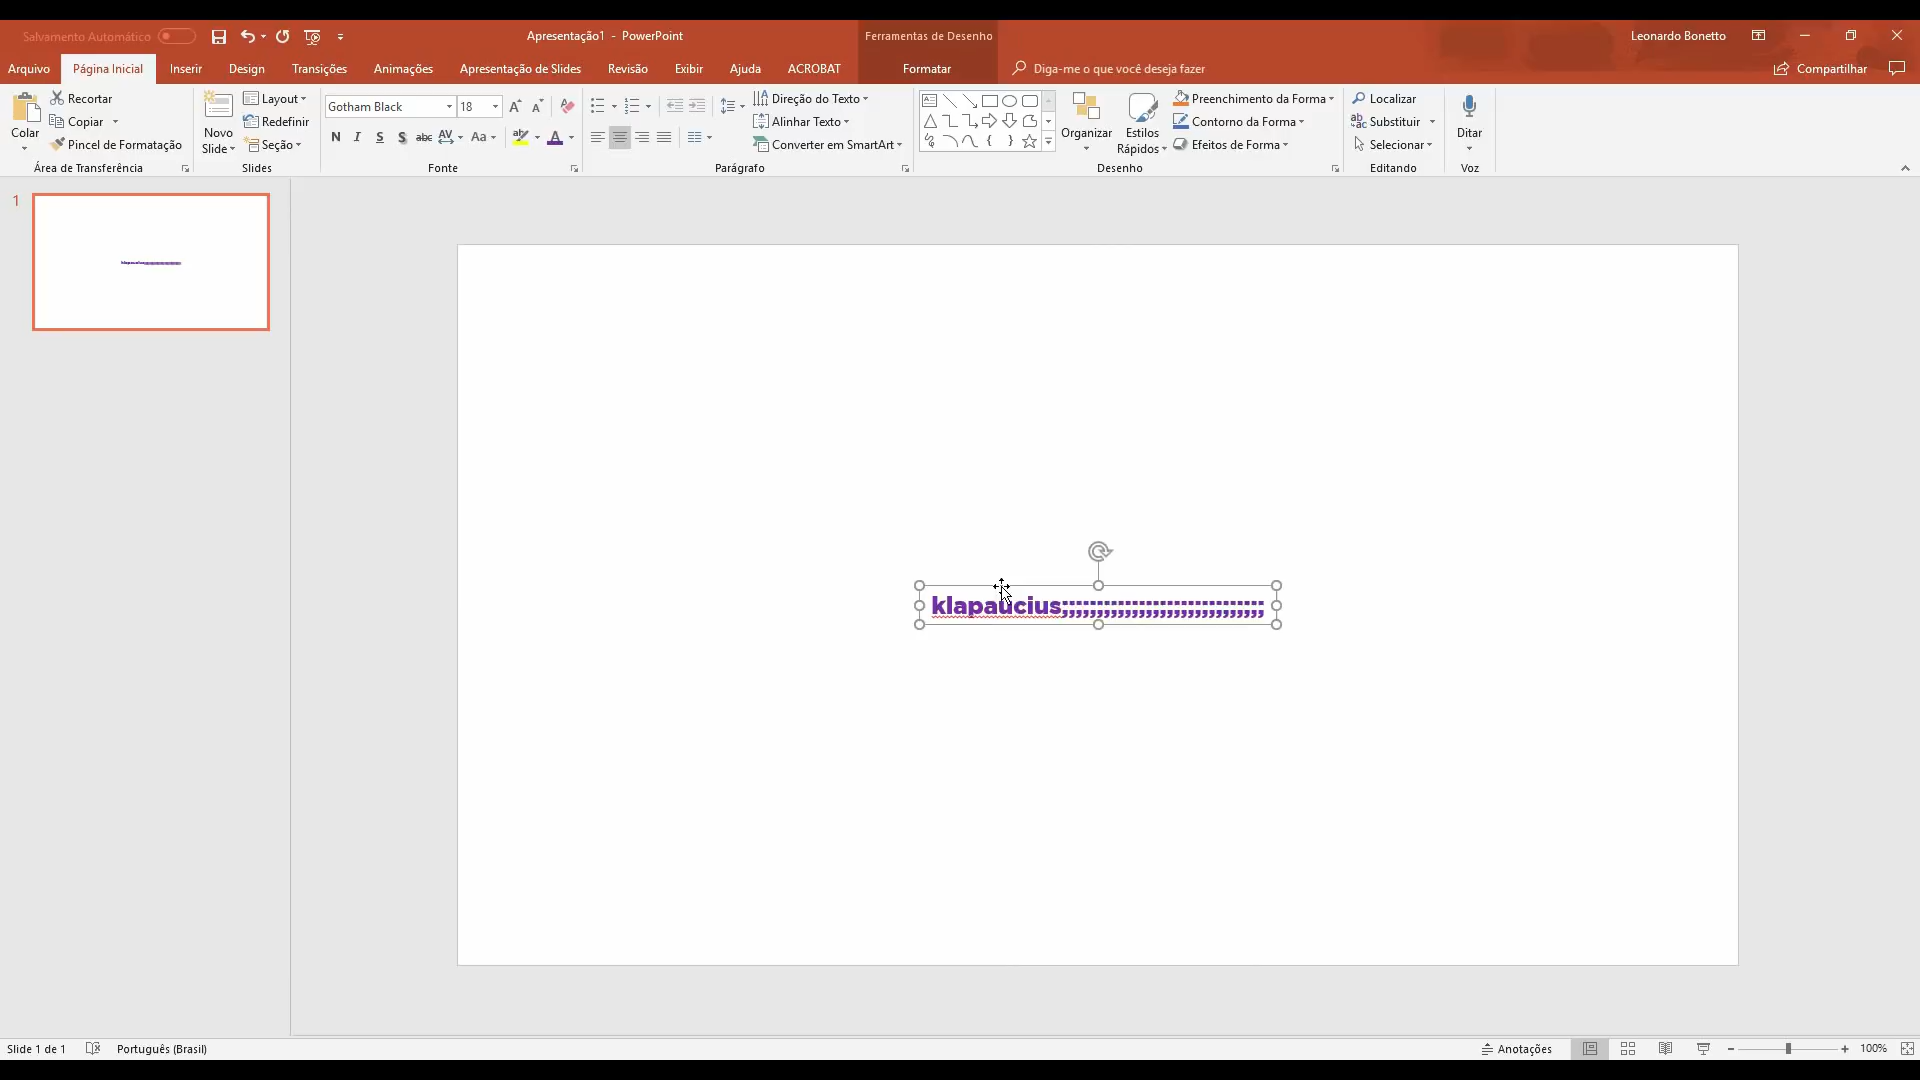 Salvamento Automático
Apresentação1 - PowerPoint
Ferramentas de Desenho
Leonardo Bonetto
Arquivo
Página Inicial
Inserir
Design
Transições
Animações
Apresentação de Slides
Revisão
Exibir
Ajuda
ACROBAT
Formatar
Diga-me o que você deseja fazer
Compartilhar
Colar
Recortar
Copiar
Pincel de Formatação
Área de Transferência
Novo
Slide
Layout
Redefinir
Seção
Slides
Gotham Black
18
N I S S abc AV Aa
Fonte
Direção do Texto
Alinhar Texto
Converter em SmartArt
Parágrafo
Organizar
Estilos
Rápidos
Preenchimento da Forma
Contorno da Forma
Efeitos de Forma
Desenho
Localizar
Substituir
Selecionar
Editando
Ditar
Voz
1
klapaucius;;;;;;;;;;;;;;;;;;;;;;;;;;;;;
Slide 1 de 1
Português (Brasil)
Anotações
100%